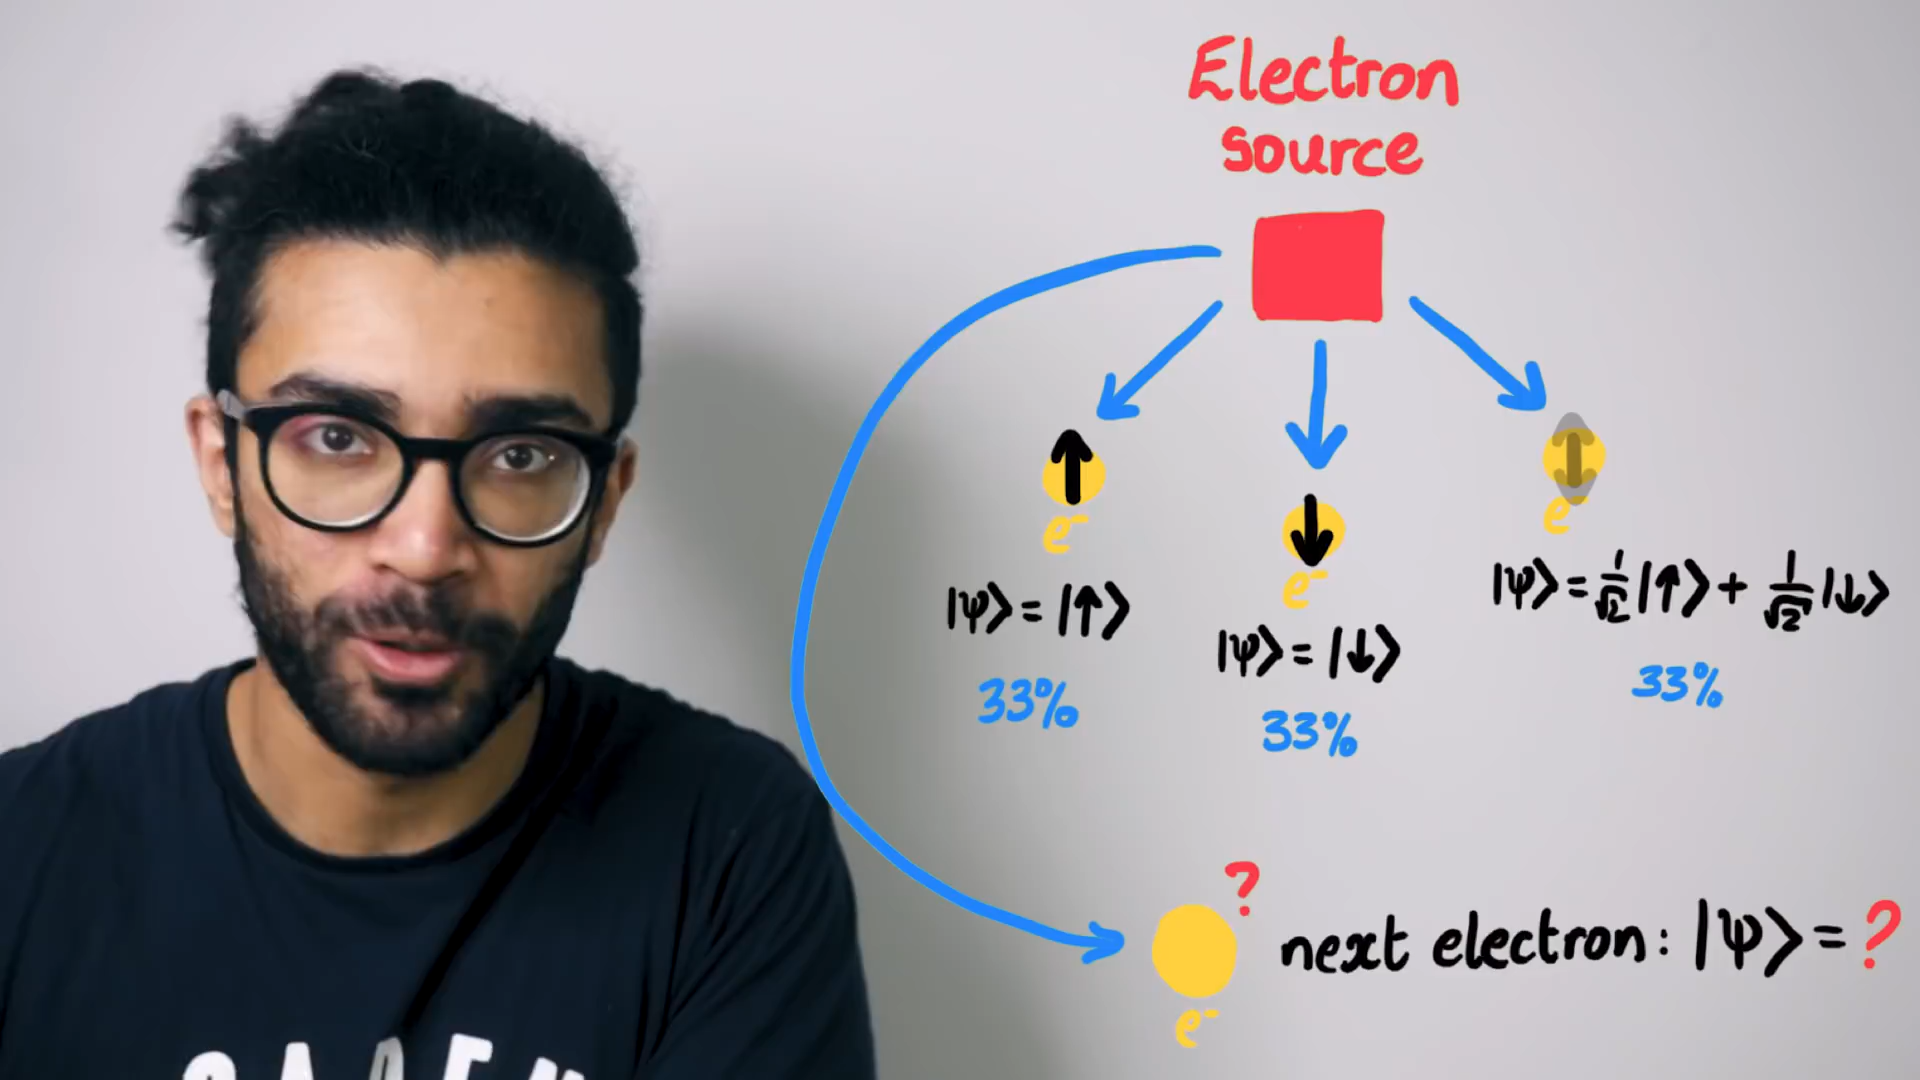 Electron
source
e⁻
e⁻
e
|ψ⟩ = |↑⟩
|ψ⟩ = |↓⟩
|ψ⟩ = 1/√2 |↑⟩ + 1/√2 |↓⟩
33%
33%
33%
?
next electron: |ψ⟩ = ?
e⁻